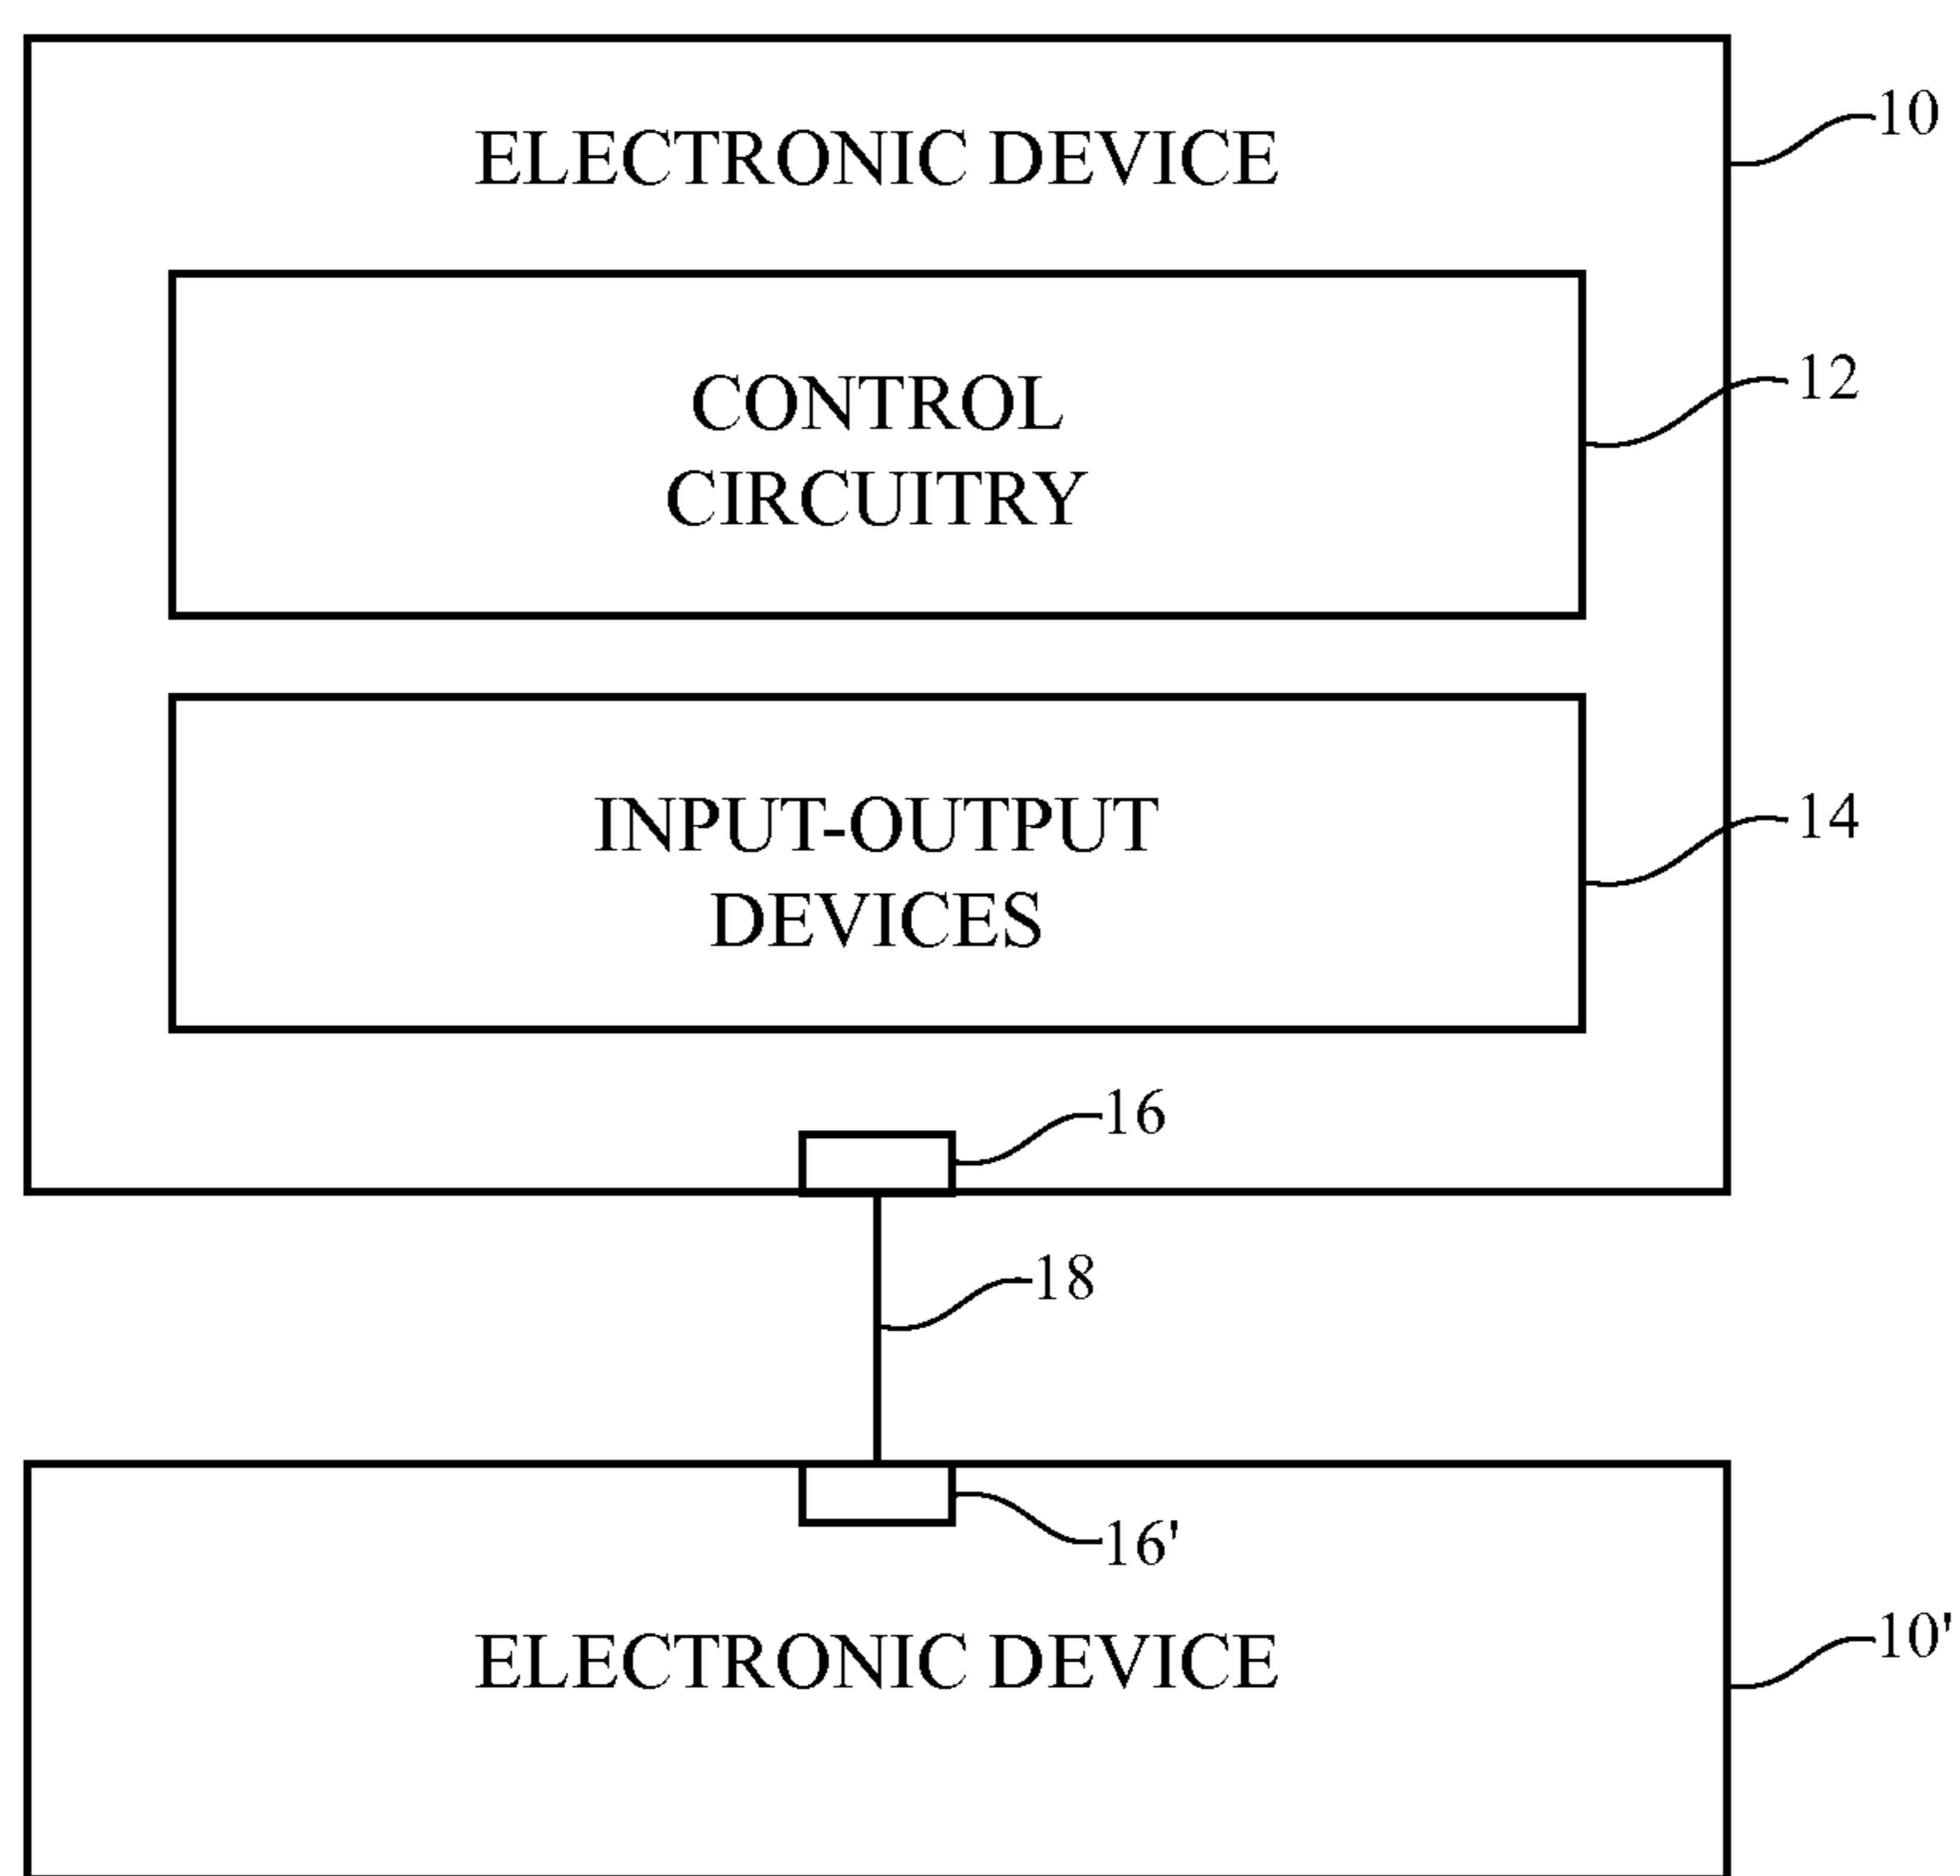 10
ELECTRONIC DEVICE
12
CONTROL
CIRCUITRY
14
INPUT-OUTPUT
DEVICES
16
18
16'
10'
ELECTRONIC DEVICE